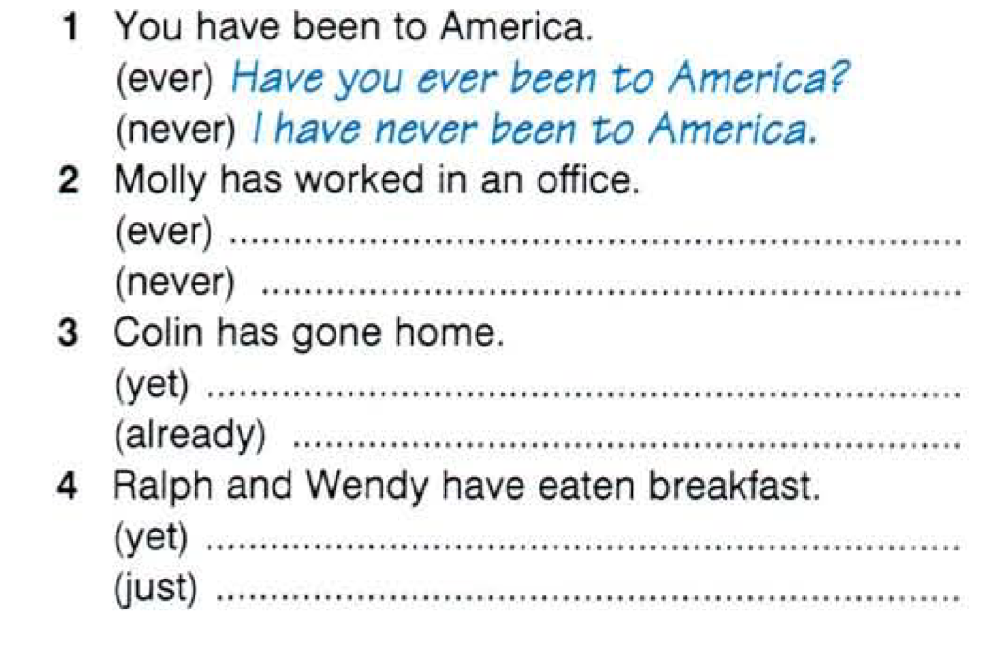 1 You have been to America.
(ever) Have you ever been to America?
(never) I have never been to America.
2 Molly has worked in an office.
(ever) ........................................................................
(never) ........................................................................
3 Colin has gone home.
(yet) ........................................................................
(already) ........................................................................
4 Ralph and Wendy have eaten breakfast.
(yet) ........................................................................
(just) ........................................................................